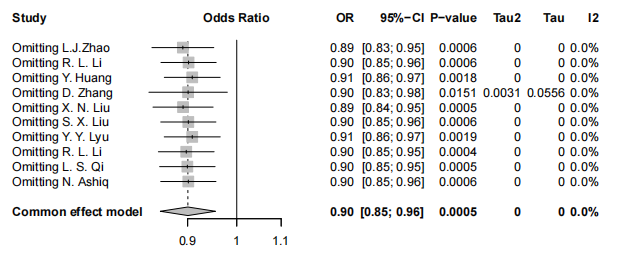 Study Odds Ratio OR 95%−CI P−value Tau2 Tau I2
Omitting L.J.Zhao 0.89 [0.83; 0.95] 0.0006 0 0 0.0%
Omitting R. L. Li 0.90 [0.85; 0.96] 0.0006 0 0 0.0%
Omitting Y. Huang 0.91 [0.86; 0.97] 0.0018 0 0 0.0%
Omitting D. Zhang 0.90 [0.83; 0.98] 0.0151 0.0031 0.0556 0.0%
Omitting X. N. Liu 0.89 [0.84; 0.95] 0.0005 0 0 0.0%
Omitting S. X. Liu 0.90 [0.85; 0.95] 0.0006 0 0 0.0%
Omitting Y. Y. Lyu 0.91 [0.86; 0.97] 0.0019 0 0 0.0%
Omitting R. L. Li 0.90 [0.85; 0.95] 0.0004 0 0 0.0%
Omitting L. S. Qi 0.90 [0.85; 0.95] 0.0005 0 0 0.0%
Omitting N. Ashiq 0.90 [0.85; 0.96] 0.0006 0 0 0.0%
Common effect model 0.90 [0.85; 0.96] 0.0005 0 0 0.0%
0.9 1 1.1